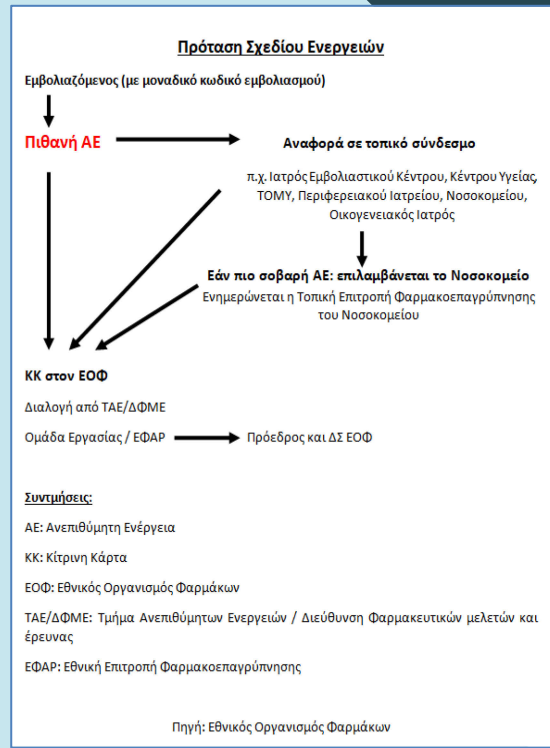 Πρόταση Σχεδίου Ενεργειών
Εμβολιαζόμενος (με μοναδικό κωδικό εμβολιασμού)
Πιθανή ΑΕ
Αναφορά σε τοπικό σύνδεσμο
π.χ. Ιατρός Εμβολιαστικού Κέντρου, Κέντρου Υγείας,
ΤΟΜΥ, Περιφερειακού Ιατρείου, Νοσοκομείου,
Οικογενειακός Ιατρός
Εάν πιο σοβαρή ΑΕ: επιλαμβάνεται το Νοσοκομείο
Ενημερώνεται η Τοπική Επιτροπή Φαρμακοεπαγρύπνησης
του Νοσοκομείου
ΚΚ στον ΕΟΦ
Διαλογή από ΤΑΕ/ΔΦΜΕ
Ομάδα Εργασίας / ΕΦΑΡ
Πρόεδρος και ΔΣ ΕΟΦ
Συντμήσεις:
ΑΕ: Ανεπιθύμητη Ενέργεια
ΚΚ: Κίτρινη Κάρτα
ΕΟΦ: Εθνικός Οργανισμός Φαρμάκων
ΤΑΕ/ΔΦΜΕ: Τμήμα Ανεπιθύμητων Ενεργειών / Διεύθυνση Φαρμακευτικών μελετών και
έρευνας
ΕΦΑΡ: Εθνική Επιτροπή Φαρμακοεπαγρύπνησης
Πηγή: Εθνικός Οργανισμός Φαρμάκων